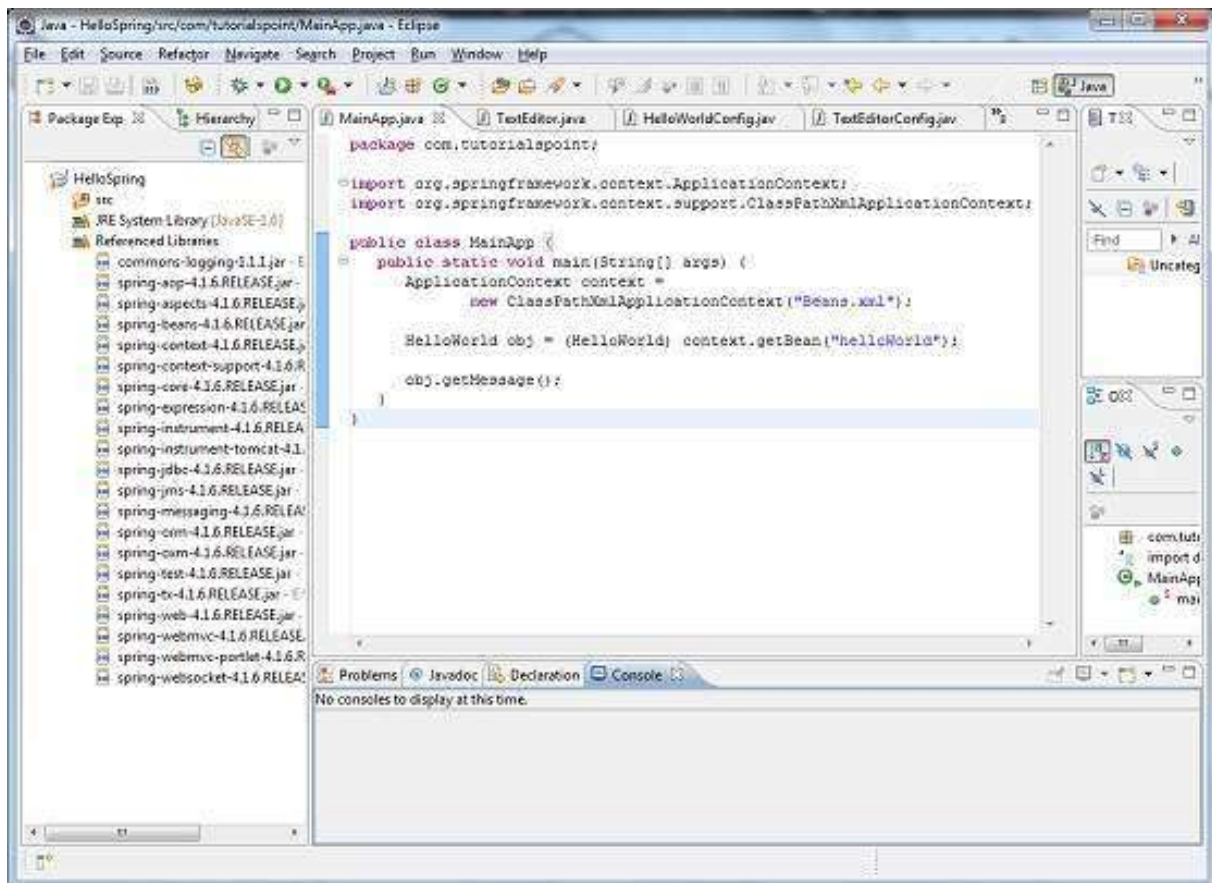 Java - HelloSpring/src/com/tutorialspoint/MainApp.java - Eclipse
File Edit Source Refactor Navigate Search Project Run Window Help
Java
Package Exp Hierarchy
HelloSpring
src
JRE System Library [JavaSE-1.6]
Referenced Libraries
commons-logging-1.1.1.jar - E
spring-aop-4.1.6.RELEASE.jar -
spring-aspects-4.1.6.RELEASE.j
spring-beans-4.1.6.RELEASE.jar
spring-context-4.1.6.RELEASE.j
spring-context-support-4.1.6.R
spring-core-4.1.6.RELEASE.jar -
spring-expression-4.1.6.RELEAS
spring-instrument-4.1.6.RELEA
spring-instrument-tomcat-4.1.
spring-jdbc-4.1.6.RELEASE.jar -
spring-jms-4.1.6.RELEASE.jar -
spring-messaging-4.1.6.RELEA
spring-orm-4.1.6.RELEASE.jar -
spring-oxm-4.1.6.RELEASE.jar -
spring-test-4.1.6.RELEASE.jar -
spring-tx-4.1.6.RELEASE.jar - E:
spring-web-4.1.6.RELEASE.jar -
spring-webmvc-4.1.6.RELEASE.
spring-webmvc-portlet-4.1.6.R
spring-websocket-4.1.6.RELEA
MainApp.java TextEditor.java HelloWorldConfig.jav TextEditorConfig.jav
package com.tutorialspoint;
import org.springframework.context.ApplicationContext;
import org.springframework.context.support.ClassPathXmlApplicationContext;
public class MainApp {
public static void main(String[] args) {
ApplicationContext context =
new ClassPathXmlApplicationContext("Beans.xml");
HelloWorld obj = (HelloWorld) context.getBean("helloWorld");
obj.getMessage();
}
}
Problems Javadoc Declaration Console
No consoles to display at this time.
T
Find Al
Uncateg
O
com.tuto
import d
MainApp
mai